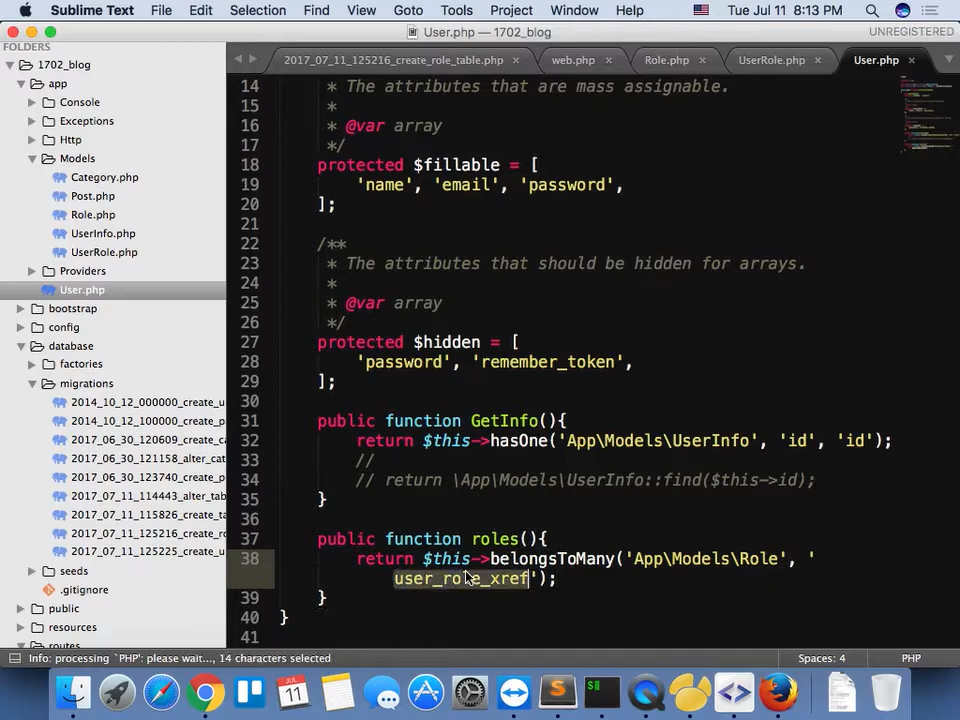 Sublime Text File Edit Selection Find View Goto Tools Project Window Help Tue Jul 11 8:13 PM
User.php — 1702_blog UNREGISTERED
FOLDERS
1702_blog
app
Console
Exceptions
Http
Models
Category.php
Post.php
Role.php
UserInfo.php
UserRole.php
Providers
User.php
bootstrap
config
database
factories
migrations
2014_10_12_000000_create_u
2014_10_12_100000_create_p
2017_06_30_120609_create_ca
2017_06_30_121158_alter_cat
2017_06_30_123740_create_p
2017_07_11_114443_alter_tab
2017_07_11_115826_create_ta
2017_07_11_125216_create_ro
2017_07_11_125225_create_u
seeds
.gitignore
public
resources
routes
2017_07_11_125216_create_role_table.php × web.php × Role.php × UserRole.php × User.php ×
14 * The attributes that are mass assignable.
15 *
16 * @var array
17 */
18 protected $fillable = [
19 'name', 'email', 'password',
20 ];
21
22 /**
23 * The attributes that should be hidden for arrays.
24 *
25 * @var array
26 */
27 protected $hidden = [
28 'password', 'remember_token',
29 ];
30
31 public function GetInfo(){
32 return $this->hasOne('App\Models\UserInfo', 'id', 'id');
33 //
34 // return \App\Models\UserInfo::find($this->id);
35 }
36
37 public function roles(){
38 return $this->belongsToMany('App\Models\Role', '
user_role_xref');
39 }
40 }
41
Info: processing `PHP': please wait..., 14 characters selected Spaces: 4 PHP
JUL
11